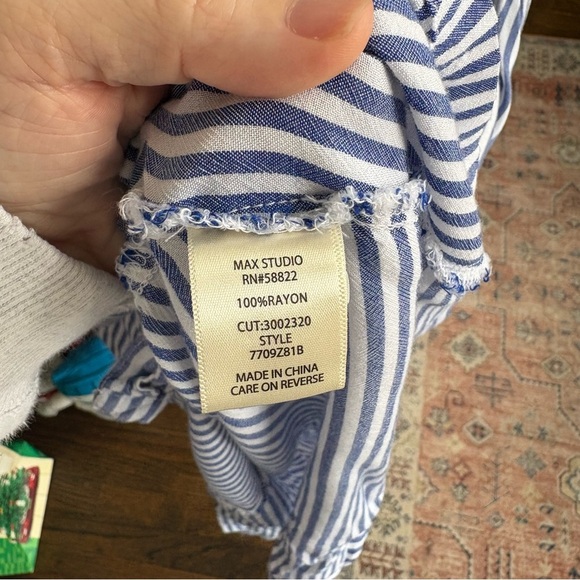 MAX STUDIO
RN#58822
100%RAYON
CUT:3002320
STYLE
7709Z81B
MADE IN CHINA
CARE ON REVERSE